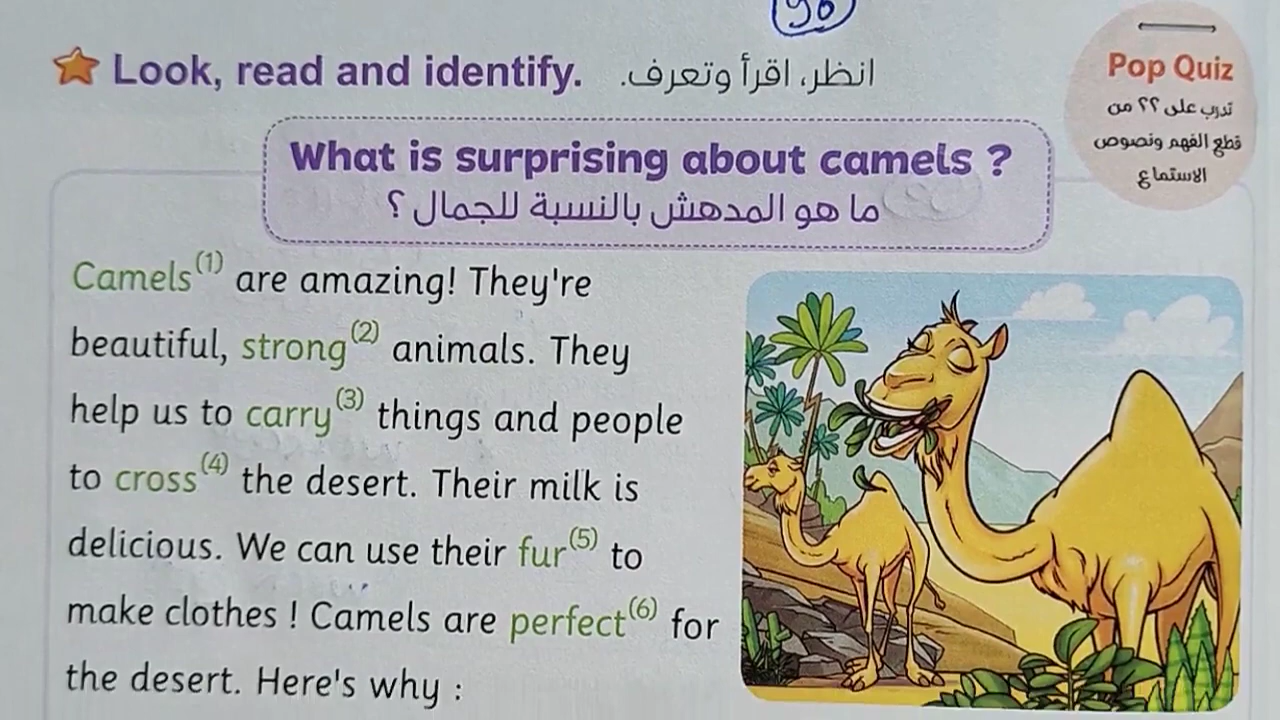 96
Look, read and identify. انظر، اقرأ وتعرف.
Pop Quiz
تدرب على ٢٢ من
قطع الفهم ونصوص
الاستماع
What is surprising about camels ?
ما هو المدهش بالنسبة للجمال ؟
Camels(1) are amazing! They're
beautiful, strong(2) animals. They
help us to carry(3) things and people
to cross(4) the desert. Their milk is
delicious. We can use their fur(5) to
make clothes ! Camels are perfect(6) for
the desert. Here's why :